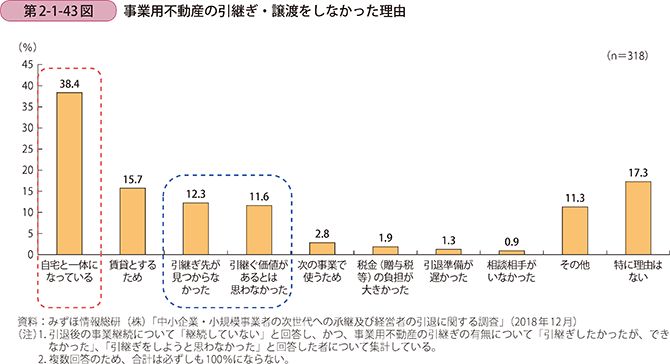 第2-1-43図 事業用不動産の引継ぎ・譲渡をしなかった理由
(%)
(n=318)
45
40
35
30
25
20
15
10
5
0
38.4
15.7
12.3
11.6
2.8
1.9
1.3
0.9
11.3
17.3
自宅と一体に
なっている
賃貸とする
ため
引継ぎ先が
見つからな
かった
引継ぐ価値が
あるとは
思わなかった
次の事業で
使うため
税金(贈与税
等)の負担が
大きかった
引退準備が
遅かった
相談相手が
いなかった
その他
特に理由は
ない
資料:みずほ情報総研(株)「中小企業・小規模事業者の次世代への承継及び経営者の引退に関する調査」(2018年12月)
(注)1. 引退後の事業継続について「継続していない」と回答し、かつ、事業用不動産の引継ぎの有無について「引継ぎしたかったが、でき
なかった」、「引継ぎをしようと思わなかった」と回答した者について集計している。
2. 複数回答のため、合計は必ずしも100%にならない。